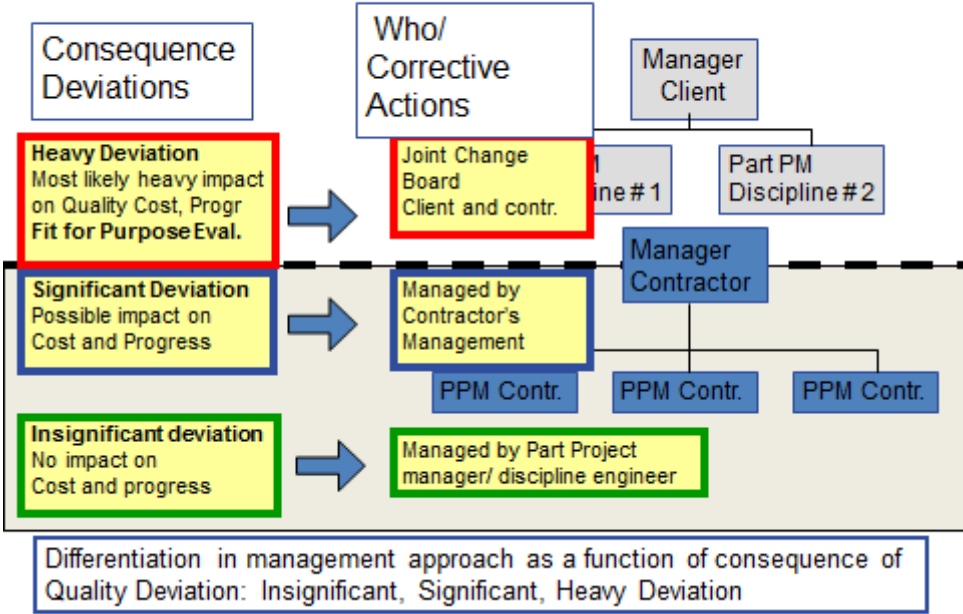 Consequence
Deviations
Who/
Corrective
Actions
Manager
Client
Heavy Deviation
Most likely heavy impact
on Quality Cost, Progr
Fit for Purpose Eval.
Joint Change
Board
Client and contr.
# 1
Part PM
Discipline # 2
Manager
Contractor
Significant Deviation
Possible impact on
Cost and Progress
Managed by
Contractor's
Management
PPM Contr.
PPM Contr.
PPM Contr.
Insignificant deviation
No impact on
Cost and progress
Managed by Part Project
manager/ discipline engineer
Differentiation in management approach as a function of consequence of
Quality Deviation: Insignificant, Significant, Heavy Deviation